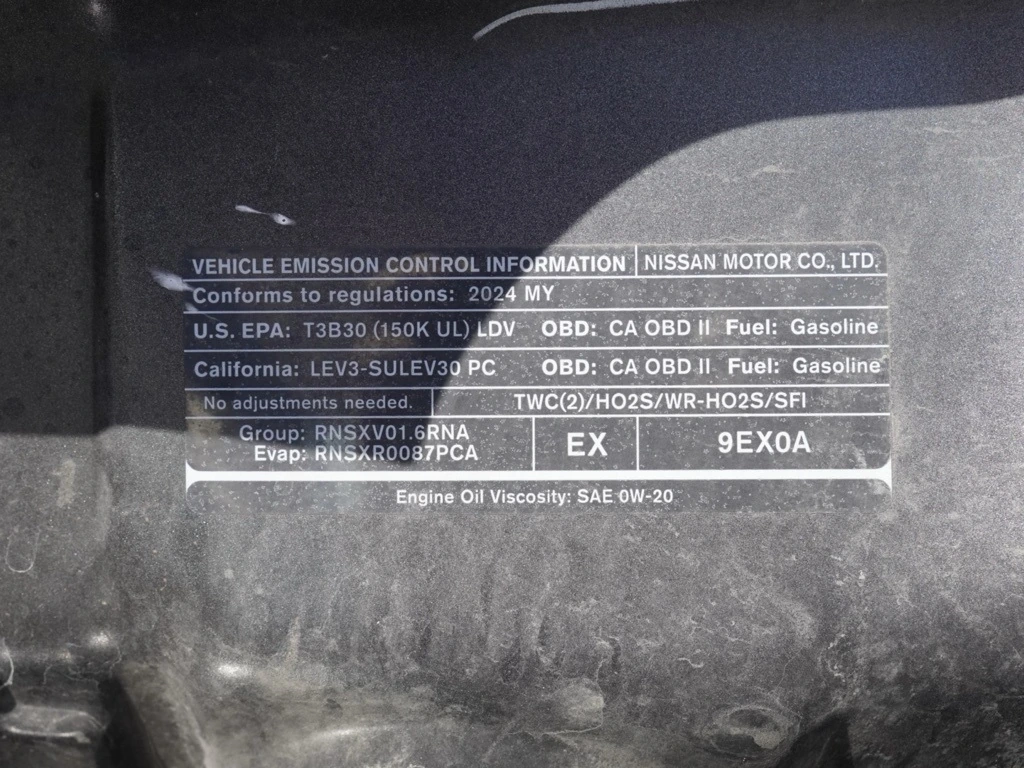 VEHICLE EMISSION CONTROL INFORMATION NISSAN MOTOR CO., LTD.
Conforms to regulations: 2024 MY
U.S. EPA: T3B30 (150K UL) LDV OBD: CA OBD II Fuel: Gasoline
California: LEV3-SULEV30 PC OBD: CA OBD II Fuel: Gasoline
No adjustments needed. TWC(2)/HO2S/WR-HO2S/SFI
Group: RNSXV01.6RNA
Evap: RNSXR0087PCA
EX 9EX0A
Engine Oil Viscosity: SAE 0W-20